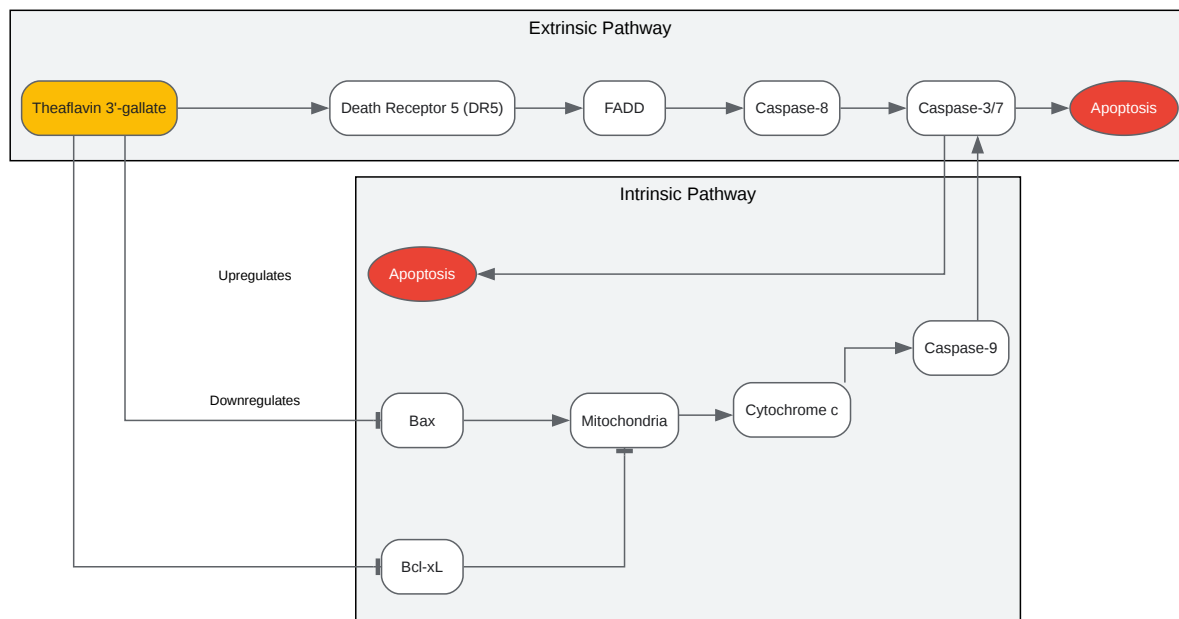 Extrinsic Pathway
Theaflavin 3'-gallate
Death Receptor 5 (DR5)
FADD
Caspase-8
Caspase-3/7
Apoptosis
Intrinsic Pathway
Upregulates
Apoptosis
Caspase-9
Downregulates
Bax
Mitochondria
Cytochrome c
Bcl-xL